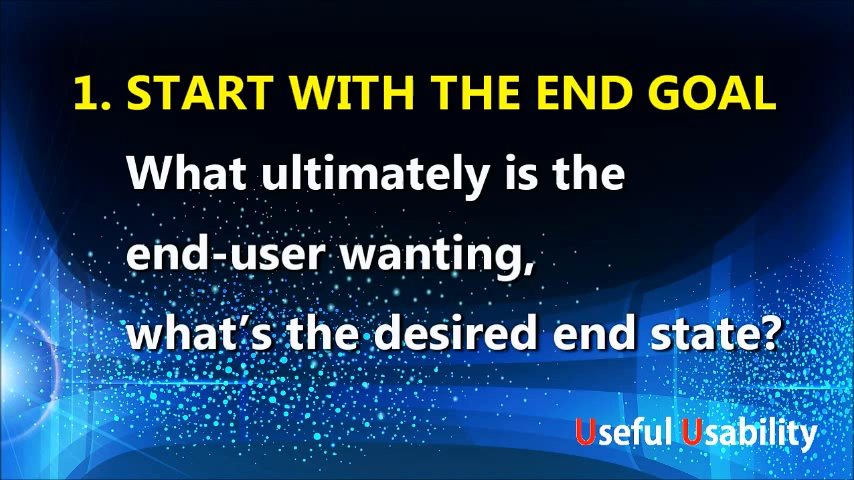 1. START WITH THE END GOAL
What ultimately is the
end-user wanting,
what’s the desired end state?
Useful Usability